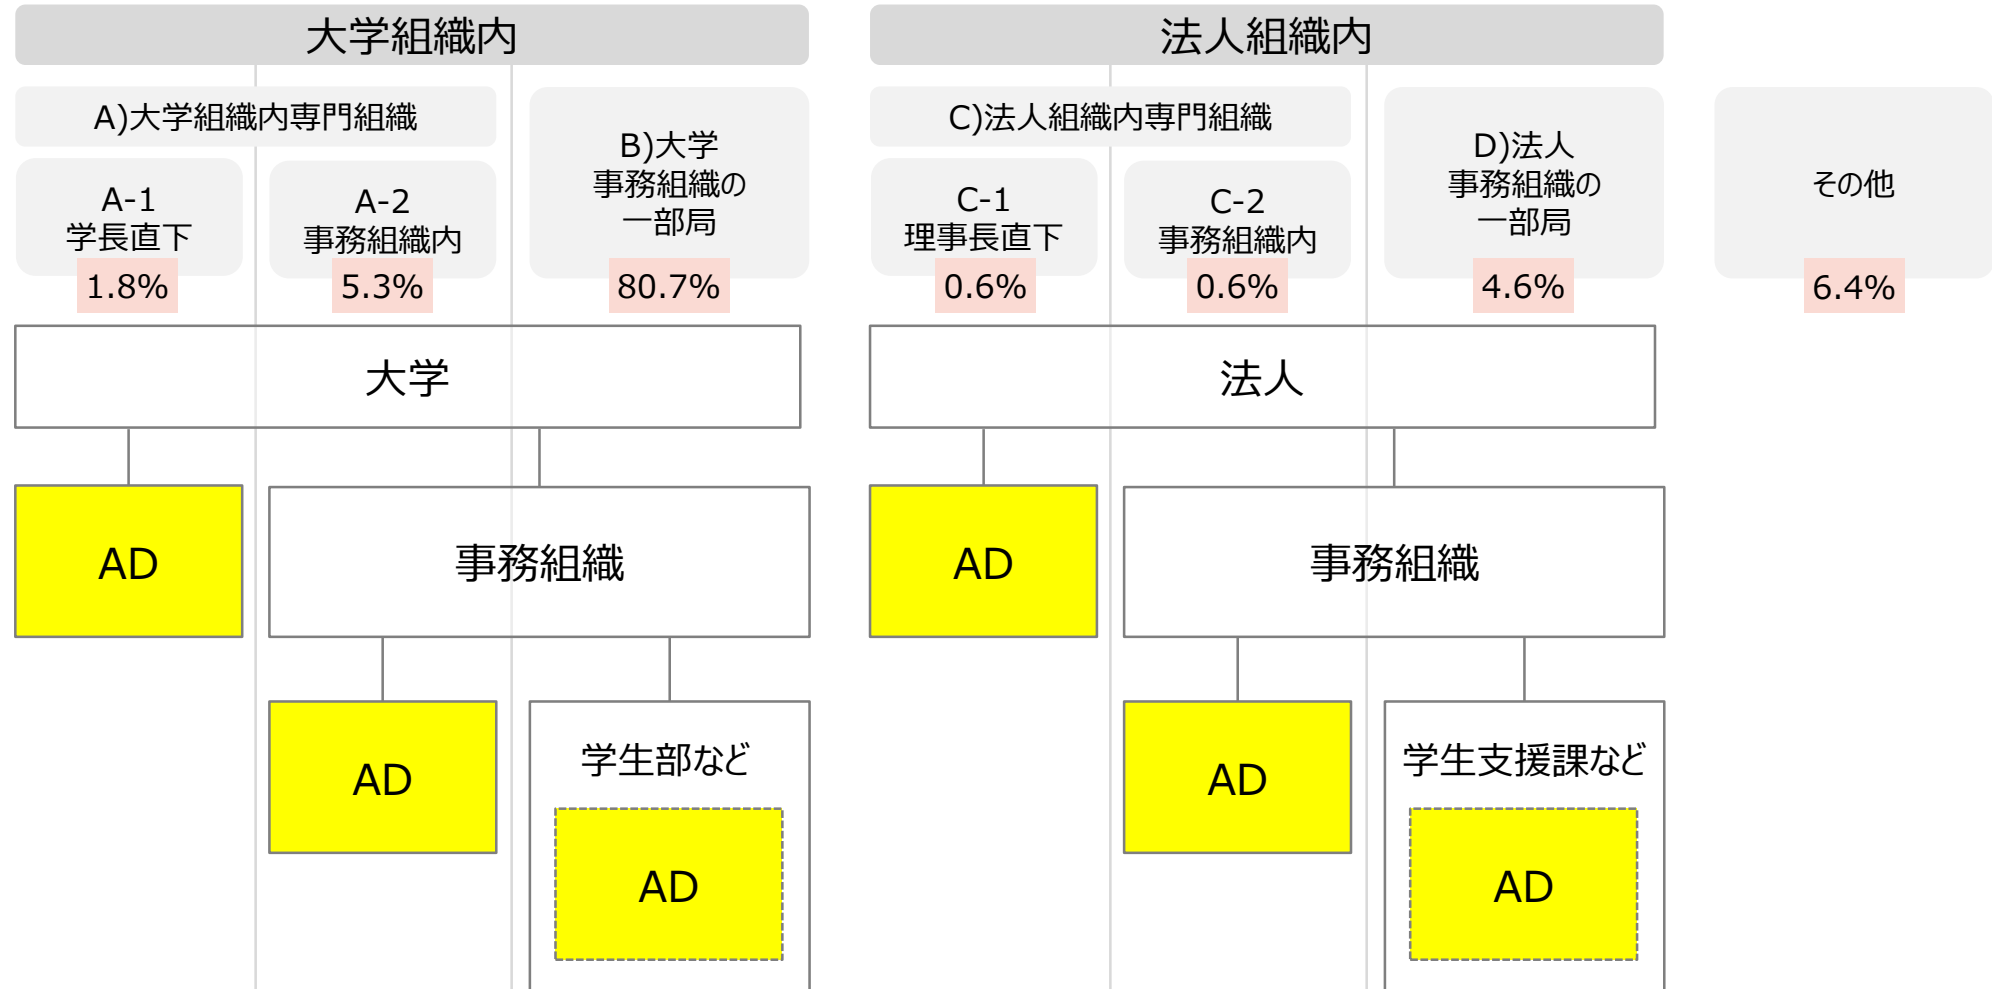 大学組織内
A)大学組織内専門組織
A-1
学長直下
1.8%
A-2
事務組織内
5.3%
B)大学
事務組織の
一部局
80.7%
大学
AD
事務組織
AD
学生部など
AD
法人組織内
C)法人組織内専門組織
C-1
理事長直下
0.6%
C-2
事務組織内
0.6%
D)法人
事務組織の
一部局
4.6%
法人
AD
事務組織
AD
学生支援課など
AD
その他
6.4%